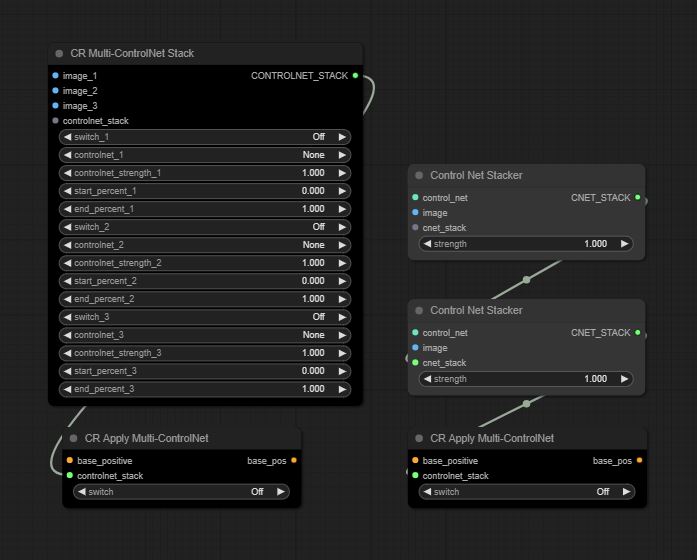 CR Multi-ControlNet Stack
image_1 CONTROLNET_STACK
image_2
image_3
controlnet_stack
switch_1 Off
controlnet_1 None
controlnet_strength_1 1.000
start_percent_1 0.000
end_percent_1 1.000
switch_2 Off
controlnet_2 None
controlnet_strength_2 1.000
start_percent_2 0.000
end_percent_2 1.000
switch_3 Off
controlnet_3 None
controlnet_strength_3 1.000
start_percent_3 0.000
end_percent_3 1.000
CR Apply Multi-ControlNet
base_positive base_pos
controlnet_stack
switch Off
Control Net Stacker
control_net CNET_STACK
image
cnet_stack
strength 1.000
Control Net Stacker
control_net CNET_STACK
image
cnet_stack
strength 1.000
CR Apply Multi-ControlNet
base_positive base_pos
controlnet_stack
switch Off